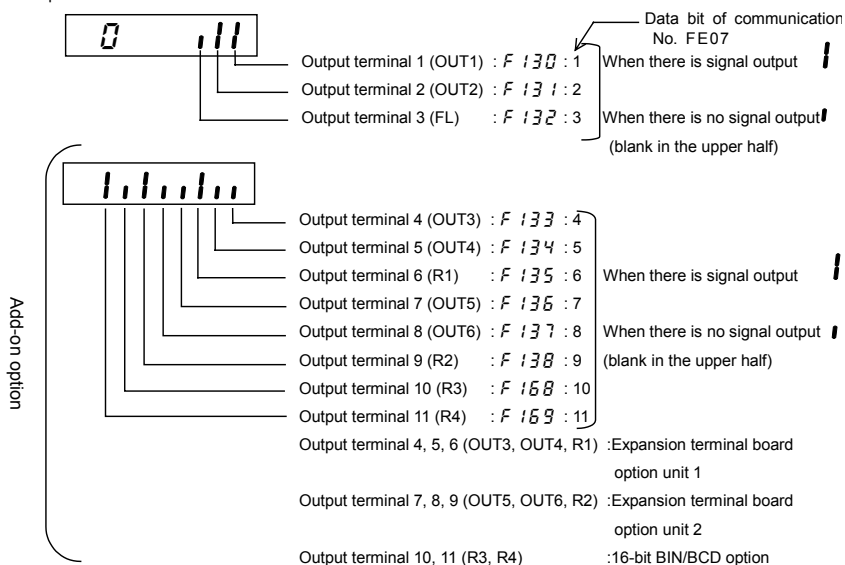 Data bit of communication
No. FE07
0 ,11
Output terminal 1 (OUT1) : F130 : 1 When there is signal output
Output terminal 2 (OUT2) : F131 : 2
Output terminal 3 (FL) : F132 : 3 When there is no signal output
(blank in the upper half)
Output terminal 4 (OUT3) : F133 : 4
Output terminal 5 (OUT4) : F134 : 5
Output terminal 6 (R1) : F135 : 6 When there is signal output
Output terminal 7 (OUT5) : F136 : 7
Output terminal 8 (OUT6) : F137 : 8 When there is no signal output
Output terminal 9 (R2) : F138 : 9 (blank in the upper half)
Output terminal 10 (R3) : F168 : 10
Output terminal 11 (R4) : F169 : 11
Add-on option
Output terminal 4, 5, 6 (OUT3, OUT4, R1) :Expansion terminal board
option unit 1
Output terminal 7, 8, 9 (OUT5, OUT6, R2) :Expansion terminal board
option unit 2
Output terminal 10, 11 (R3, R4) :16-bit BIN/BCD option